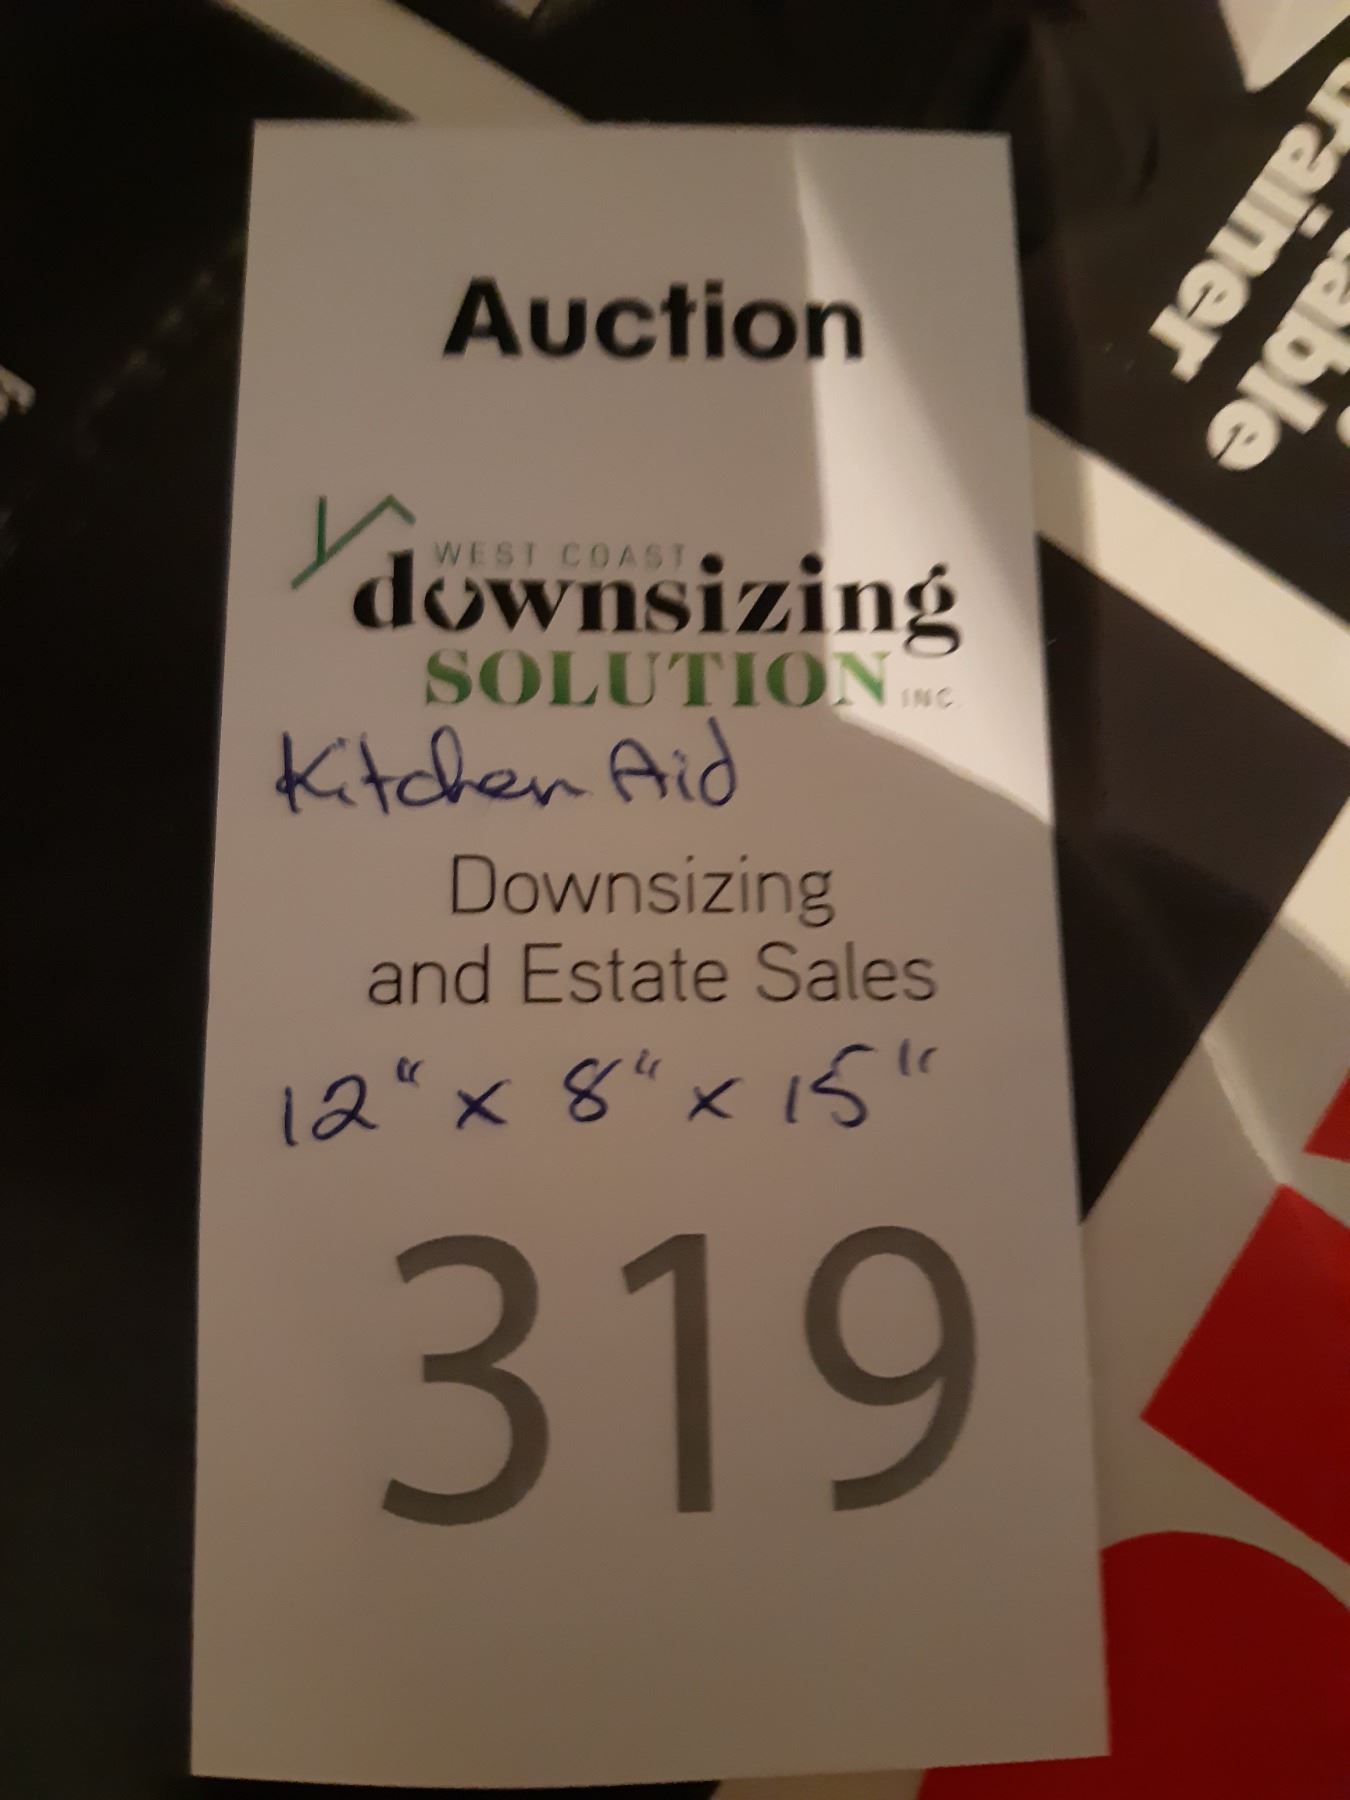 Auction
WEST COAST
downsizing
SOLUTION INC.
Kitchen Aid
Downsizing
and Estate Sales
12" x 8" x 15"
319